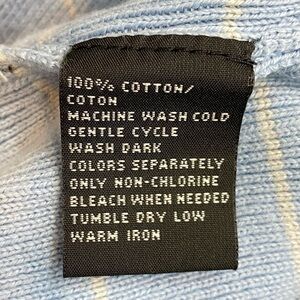 100% COTTON/
COTON
MACHINE WASH COLD
GENTLE CYCLE
WASH DARK
COLORS SEPARATELY
ONLY NON-CHLORINE
BLEACH WHEN NEEDED
TUMBLE DRY LOW
WARM IRON